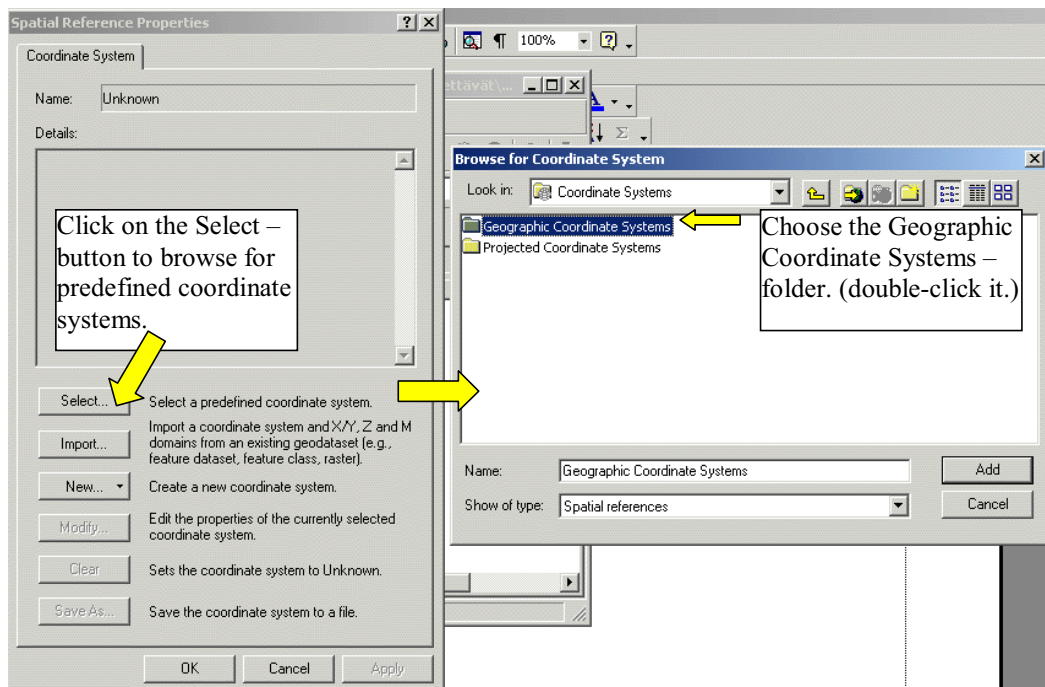 Spatial Reference Properties
Coordinate System
Name: Unknown
Details:
Click on the Select –
button to browse for
predefined coordinate
systems.
Select... Select a predefined coordinate system.
Import... Import a coordinate system and X/Y, Z and M
domains from an existing geodataset (e.g.,
feature dataset, feature class, raster).
New... Create a new coordinate system.
Modify... Edit the properties of the currently selected
coordinate system.
Clear Sets the coordinate system to Unknown.
Save As... Save the coordinate system to a file.
OK Cancel Apply
100%
ettävät\...
Browse for Coordinate System
Look in: Coordinate Systems
Geographic Coordinate Systems
Projected Coordinate Systems
Choose the Geographic
Coordinate Systems –
folder. (double-click it.)
Name: Geographic Coordinate Systems Add
Show of type: Spatial references Cancel